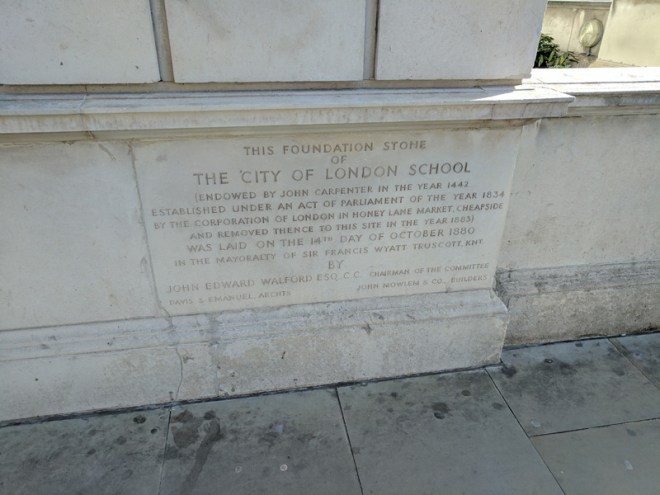 THIS FOUNDATION STONE
OF
THE CITY OF LONDON SCHOOL
(ENDOWED BY JOHN CARPENTER IN THE YEAR 1442
ESTABLISHED UNDER AN ACT OF PARLIAMENT OF THE YEAR 1834
BY THE CORPORATION OF LONDON IN HONEY LANE MARKET, CHEAPSIDE
AND REMOVED THENCE TO THIS SITE IN THE YEAR 1883)
WAS LAID ON THE 14TH DAY OF OCTOBER 1880
IN THE MAYORALTY OF SIR FRANCIS WYATT TRUSCOTT, KNT.
BY
JOHN EDWARD WALFORD ESQ. C.C. CHAIRMAN OF THE COMMITTEE
DAVIS & EMANUEL, ARCHTS JOHN MOWLEM & CO., BUILDERS